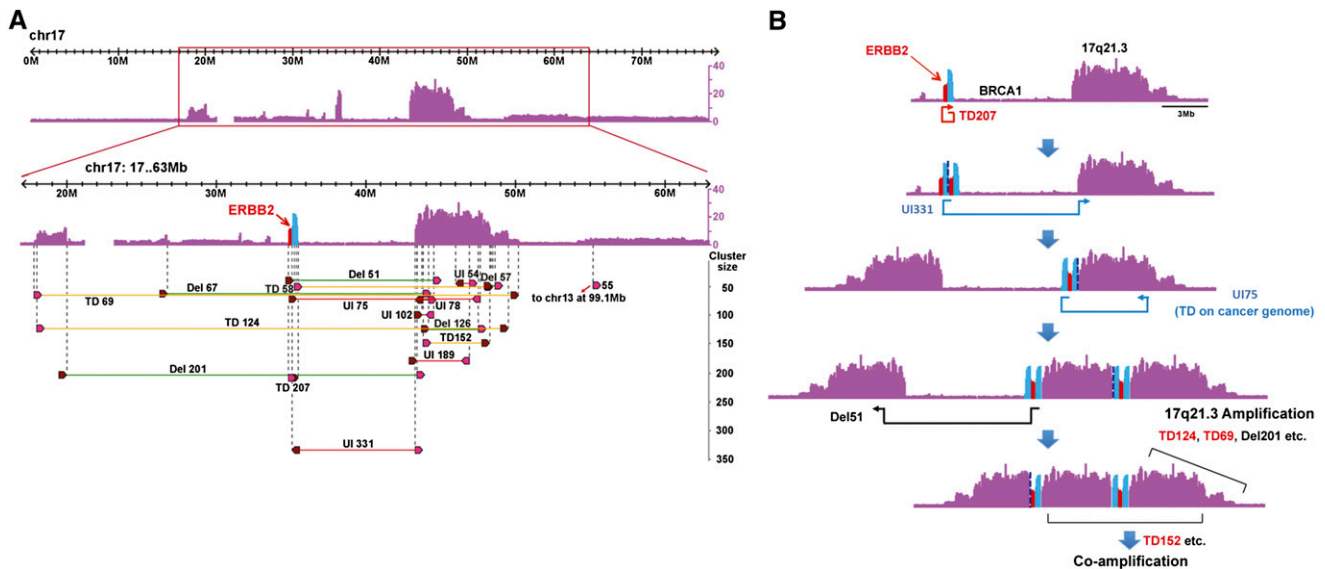 A
chr17
0M 10M 20M 30M 40M 50M 60M 70M
40
20
0
chr17: 17..63Mb
20M 30M 40M 50M
ERBB2
40
20
0
Cluster size
50
100
150
200
250
300
350
Del 51
UI 54
Del 57
55
to chr13 at 99.1Mb
Del 67
TD 58
TD 69
UI 75
UI 78
UI 102
TD 124
Del 126
TD152
UI 189
Del 201
TD 207
UI 331
B
ERBB2
17q21.3
BRCA1
TD207
3Mb
UI331
UI75
(TD on cancer genome)
Del51
17q21.3 Amplification
TD124, TD69, Del201 etc.
TD152 etc.
Co-amplification